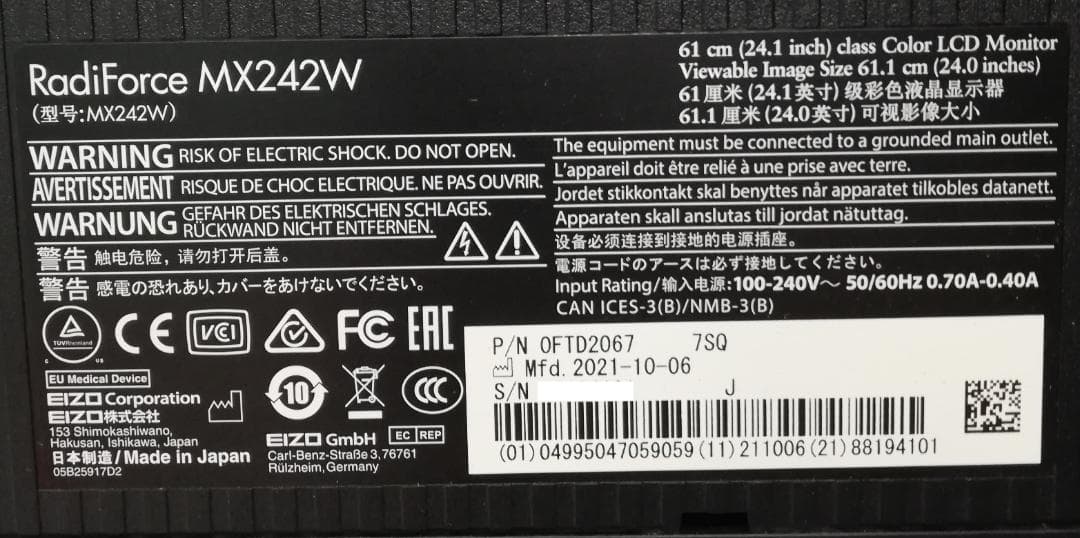 RadiForce MX242W
(型号:MX242W)
61 cm (24.1 inch) class Color LCD Monitor
Viewable Image Size 61.1 cm (24.0 inches)
61厘米(24.1英寸)级彩色液晶显示器
61.1厘米(24.0英寸)可视影像大小
WARNING RISK OF ELECTRIC SHOCK. DO NOT OPEN.
AVERTISSEMENT RISQUE DE CHOC ELECTRIQUE. NE PAS OUVRIR.
WARNUNG GEFAHR DES ELEKTRISCHEN SCHLAGES.
RÜCKWAND NICHT ENTFERNEN.
警告 触电危险，请勿打开后盖。
警告 感電の恐れあり、カバーをあけないでください。
The equipment must be connected to a grounded main outlet.
L'appareil doit être relié à une prise avec terre.
Jordet stikkontakt skal benyttes når apparatet tilkobles datanett.
Apparaten skall anslutas till jordat nätuttag.
设备必须连接到接地的电源插座。
電源コードのアースは必ず接地してください。
Input Rating/输入电源:100-240V～ 50/60Hz 0.70A-0.40A
CAN ICES-3(B)/NMB-3(B)
TÜVRheinland
C US
CE
VCCI
FC
EAC
EU Medical Device
EIZO Corporation
EIZO株式会社
153 Shimokashiwano,
Hakusan, Ishikawa, Japan
日本制造/Made in Japan
05B25917D2
10
CCC
EIZO GmbH
EC REP
Carl-Benz-Straße 3,76761
Rülzheim, Germany
P/N 0FTD2067 7SQ
Mfd. 2021-10-06
S/N J
(01)04995047059059(11)211006(21)88194101